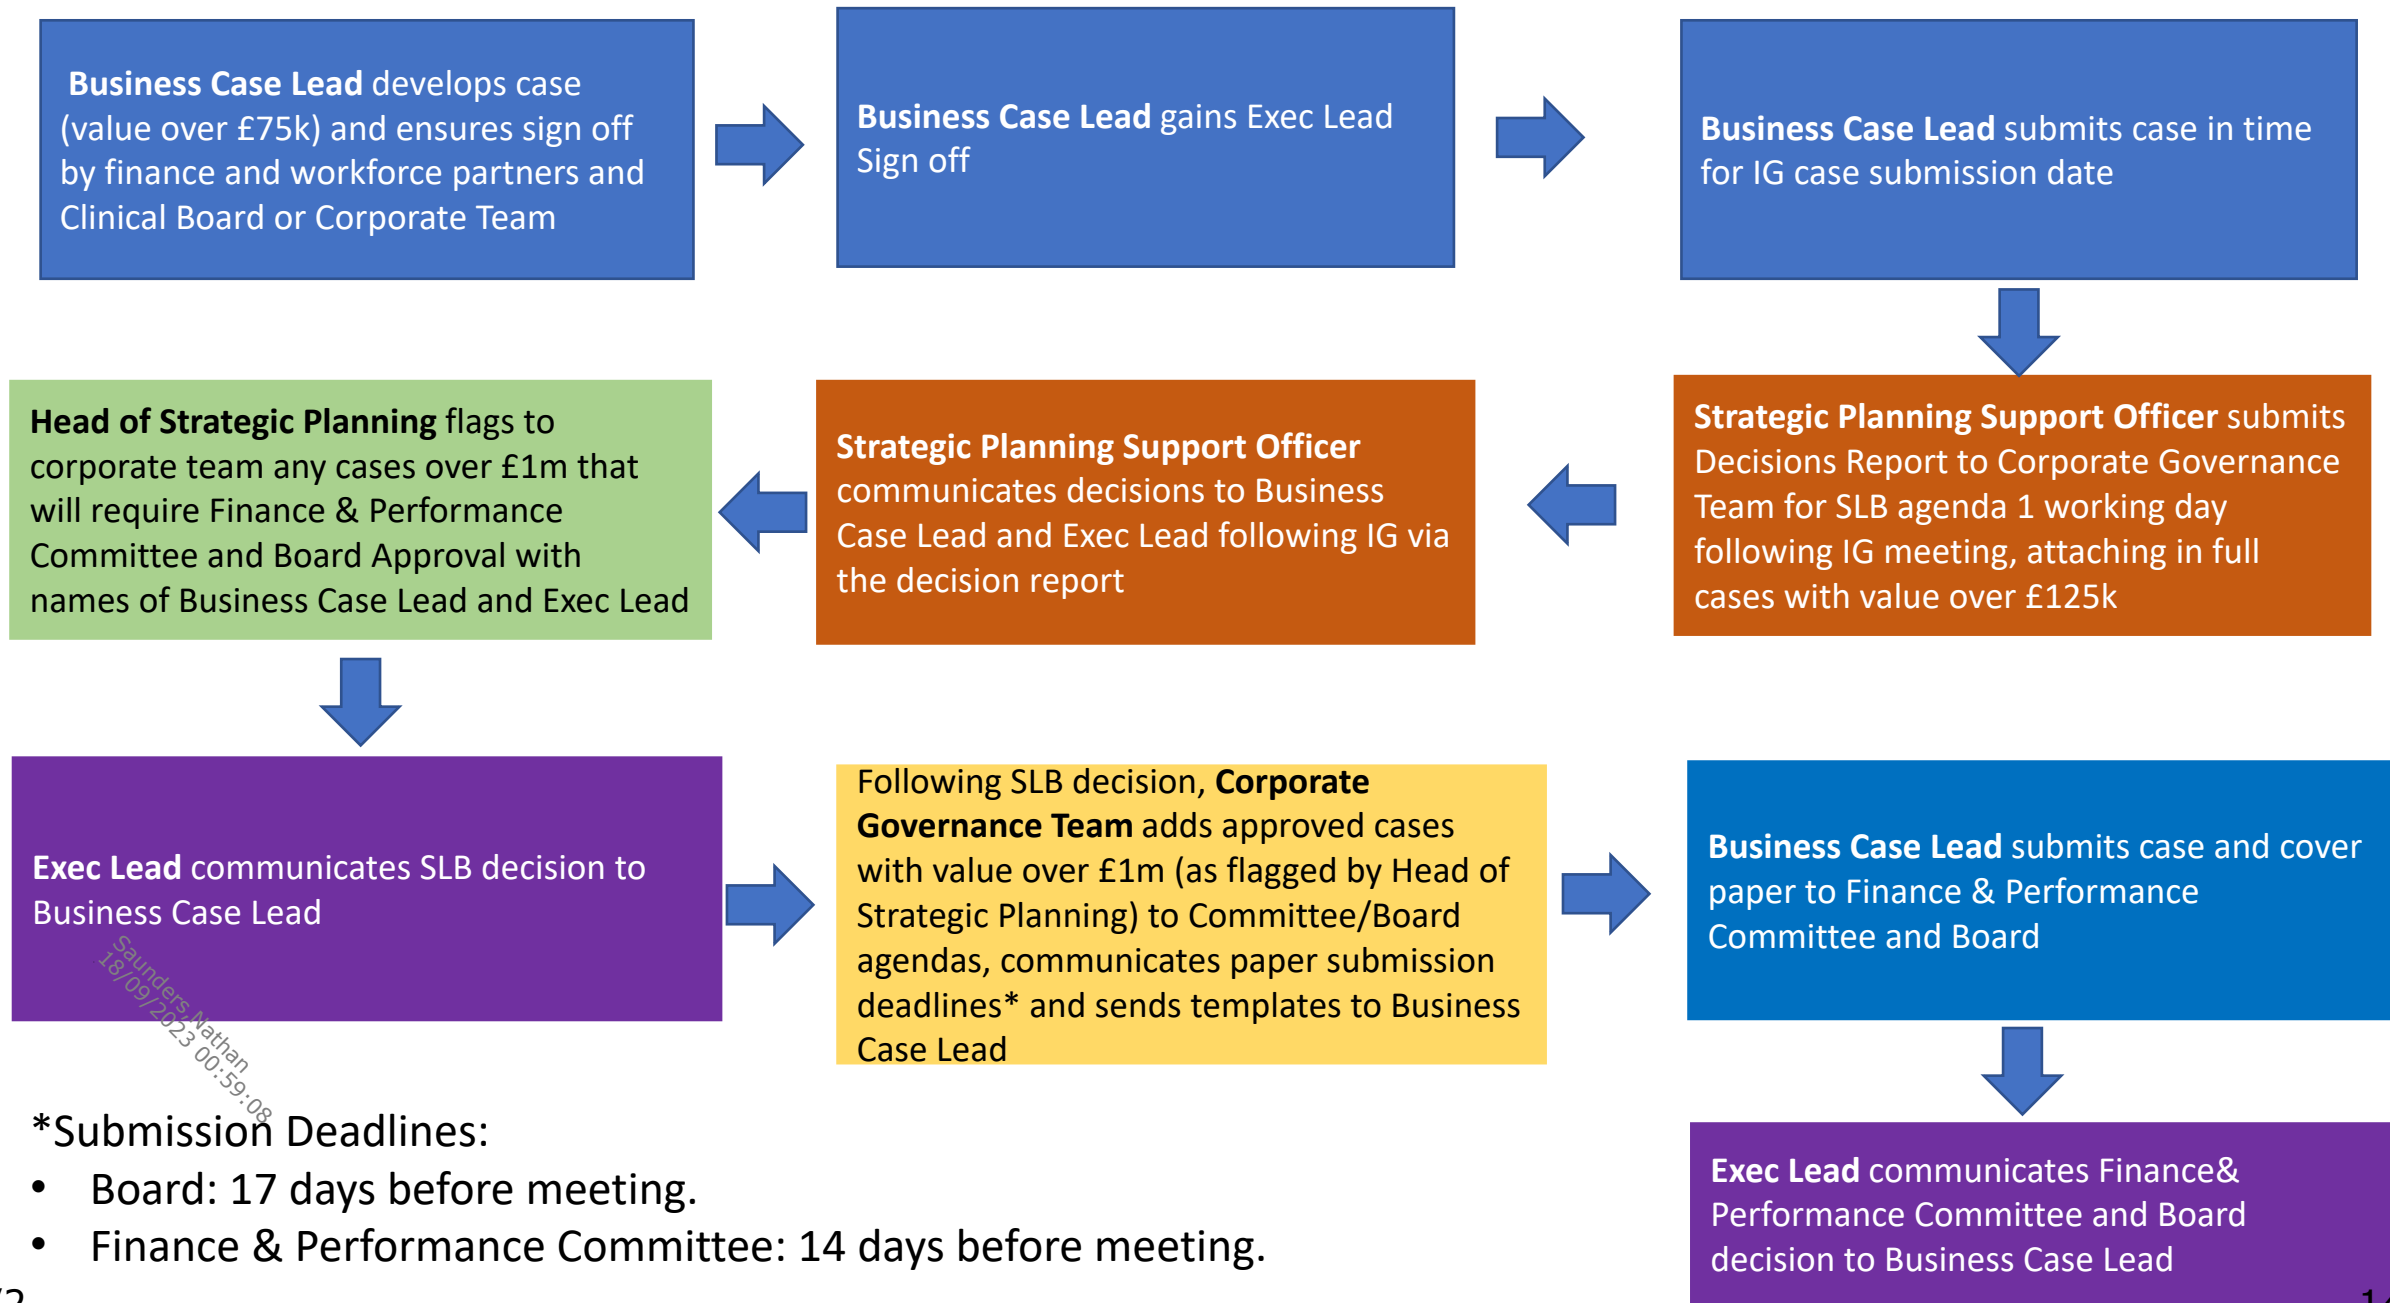 Business Case Lead develops case
(value over £75k) and ensures sign off
by finance and workforce partners and
Clinical Board or Corporate Team
Business Case Lead gains Exec Lead
Sign off
Business Case Lead submits case in time
for IG case submission date
Strategic Planning Support Officer submits
Decisions Report to Corporate Governance
Team for SLB agenda 1 working day
following IG meeting, attaching in full
cases with value over £125k
Strategic Planning Support Officer
communicates decisions to Business
Case Lead and Exec Lead following IG via
the decision report
Head of Strategic Planning flags to
corporate team any cases over £1m that
will require Finance & Performance
Committee and Board Approval with
names of Business Case Lead and Exec Lead
Exec Lead communicates SLB decision to
Business Case Lead
Following SLB decision, Corporate
Governance Team adds approved cases
with value over £1m (as flagged by Head of
Strategic Planning) to Committee/Board
agendas, communicates paper submission
deadlines* and sends templates to Business
Case Lead
Business Case Lead submits case and cover
paper to Finance & Performance
Committee and Board
Exec Lead communicates Finance&
Performance Committee and Board
decision to Business Case Lead
Saunders,Nathan
18/09/2023 00:59:08
*Submission Deadlines:
• Board: 17 days before meeting.
• Finance & Performance Committee: 14 days before meeting.